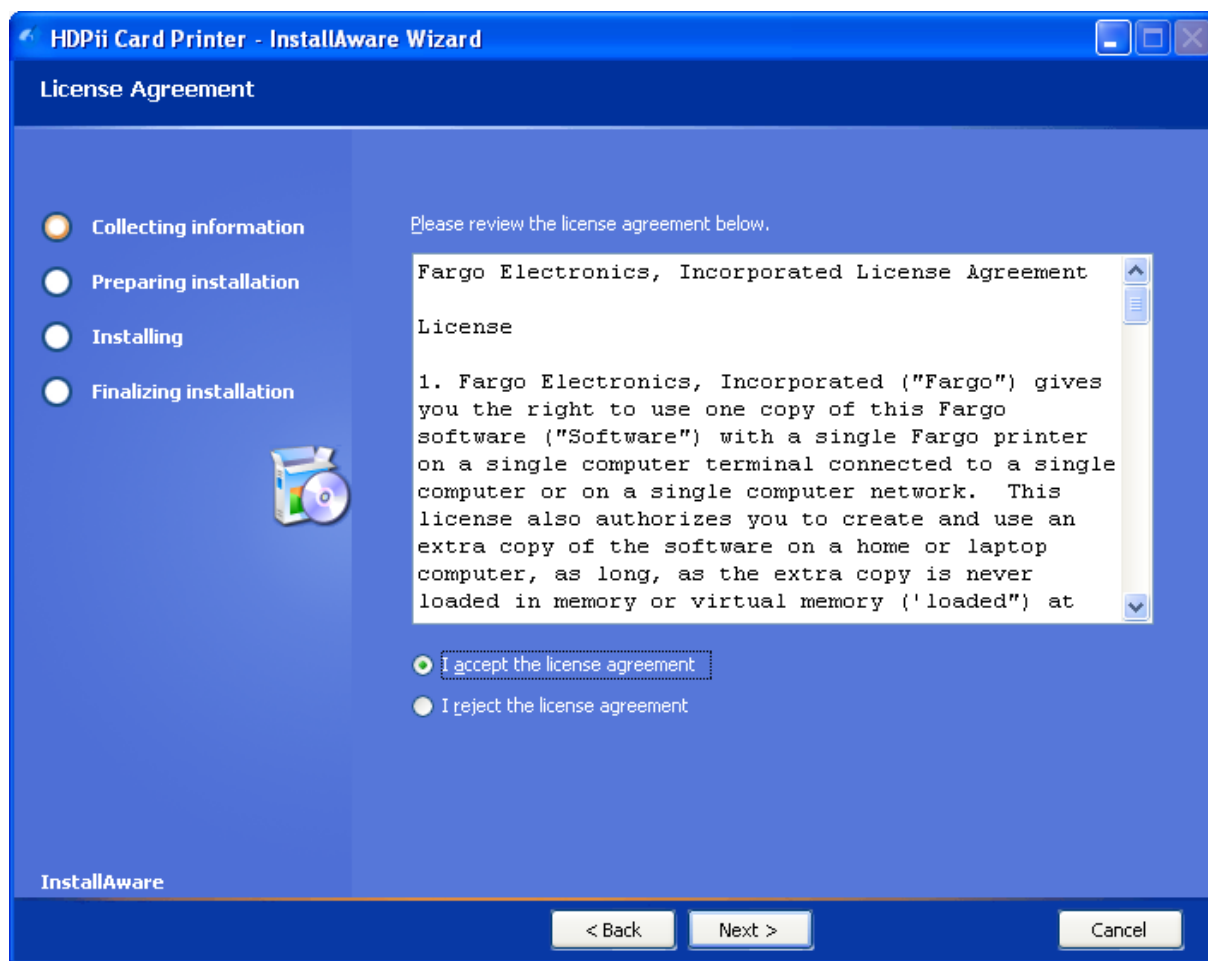 HDPii Card Printer - InstallAware Wizard
License Agreement
Collecting information
Preparing installation
Installing
Finalizing installation
Please review the license agreement below.
Fargo Electronics, Incorporated License Agreement
License
1. Fargo Electronics, Incorporated ("Fargo") gives
you the right to use one copy of this Fargo
software ("Software") with a single Fargo printer
on a single computer terminal connected to a single
computer or on a single computer network.  This
license also authorizes you to create and use an
extra copy of the software on a home or laptop
computer, as long, as the extra copy is never
loaded in memory or virtual memory ('loaded") at
I accept the license agreement
I reject the license agreement
InstallAware
< Back
Next >
Cancel